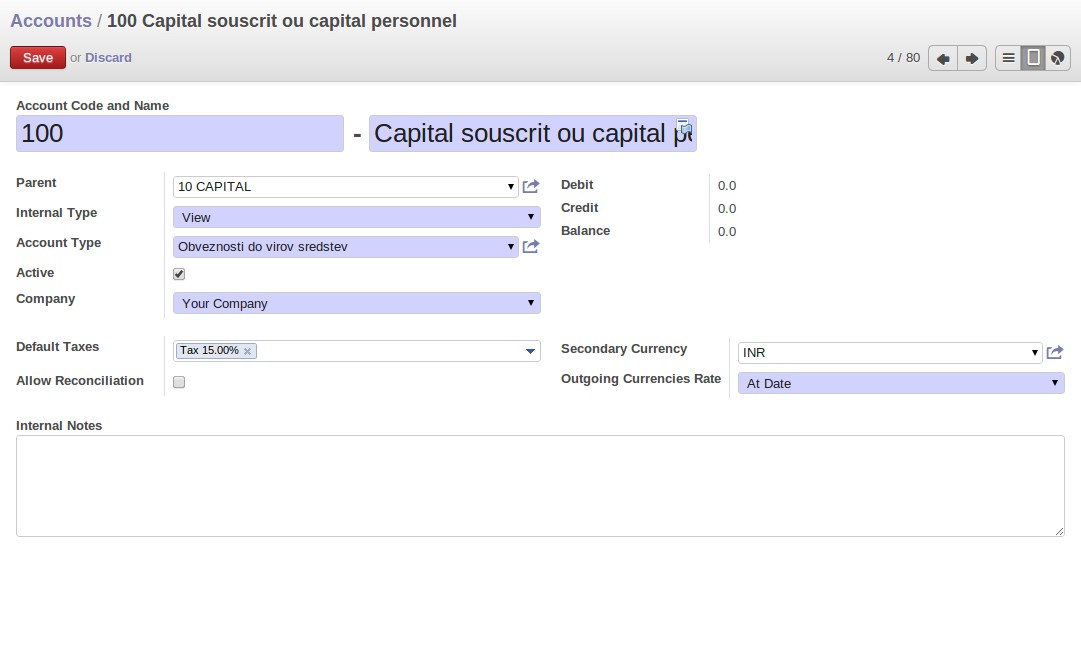 Accounts / 100 Capital souscrit ou capital personnel
Save or Discard
4 / 80
Account Code and Name
100 - Capital souscrit ou capital
Parent
10 CAPITAL
Debit
0.0
Internal Type
View
Credit
0.0
Account Type
Obveznosti do virov sredstev
Balance
0.0
Active
Company
Your Company
Default Taxes
Tax 15.00%
Secondary Currency
INR
Allow Reconciliation
Outgoing Currencies Rate
At Date
Internal Notes